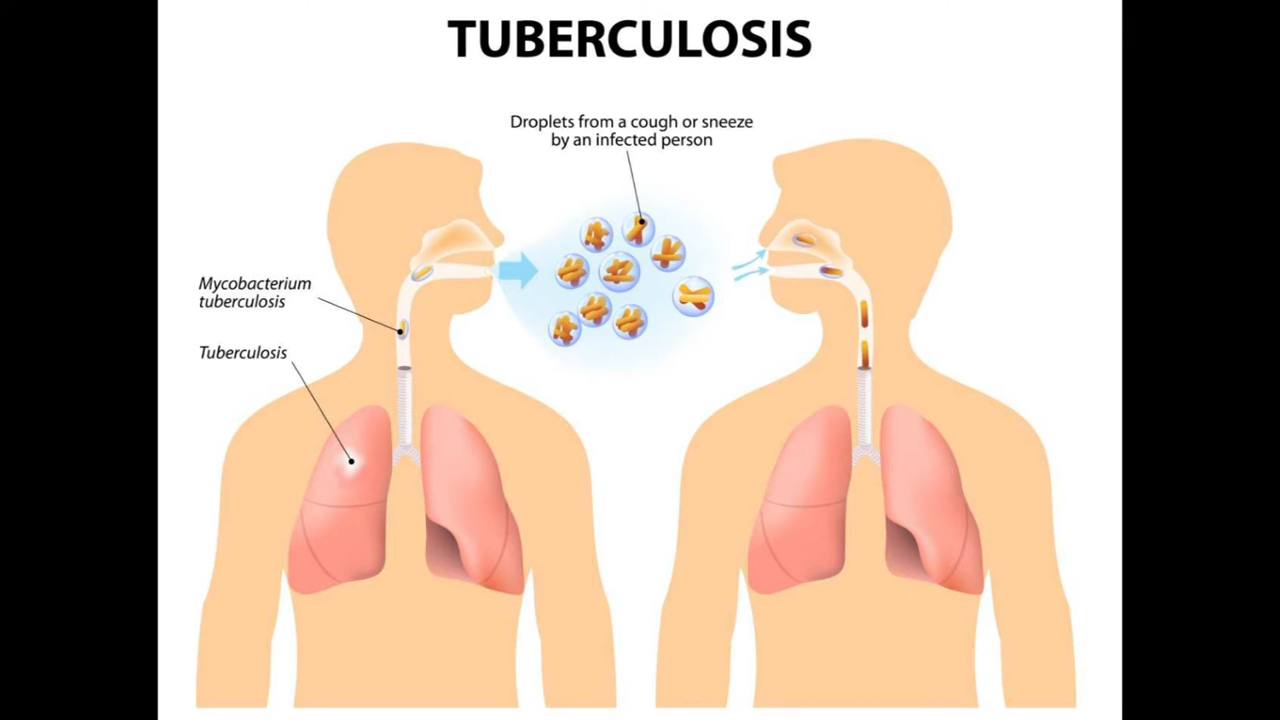 TUBERCULOSIS
Droplets from a cough or sneeze
by an infected person
Mycobacterium
tuberculosis
Tuberculosis